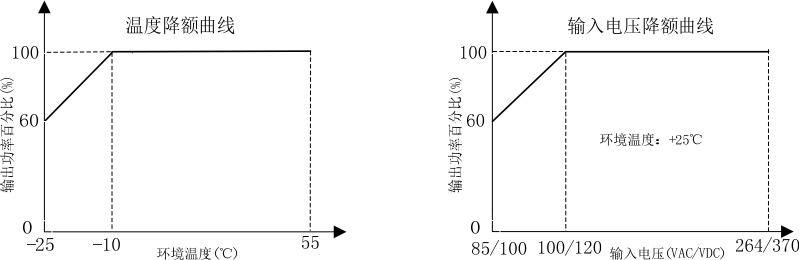 温度降额曲线
100
60
0
输出功率百分比(%)
-25
-10
环境温度(℃)
55
输入电压降额曲线
100
60
0
输出功率百分比(%)
环境温度：+25℃
85/100
100/120
输入电压(VAC/VDC)
264/370